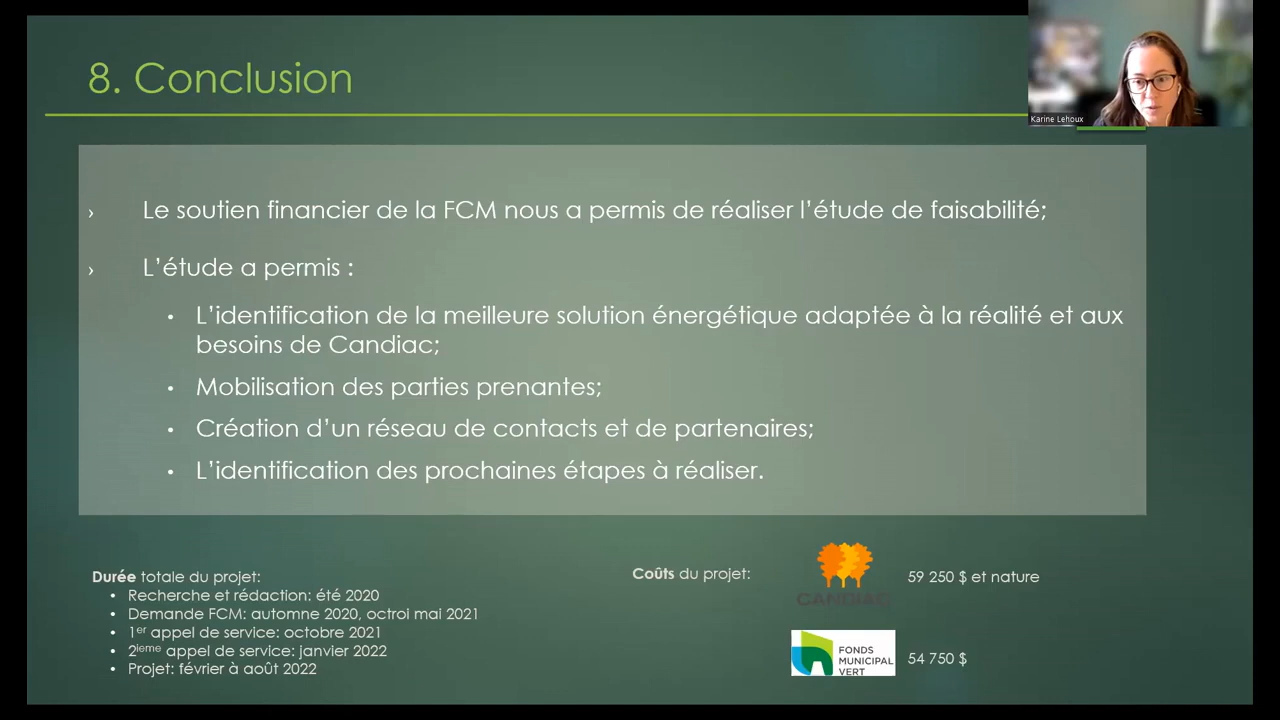 8. Conclusion
Karine Lehoux
› Le soutien financier de la FCM nous a permis de réaliser l’étude de faisabilité;
› L’étude a permis :
• L’identification de la meilleure solution énergétique adaptée à la réalité et aux
besoins de Candiac;
• Mobilisation des parties prenantes;
• Création d’un réseau de contacts et de partenaires;
• L’identification des prochaines étapes à réaliser.
Durée totale du projet:
• Recherche et rédaction: été 2020
• Demande FCM: automne 2020, octroi mai 2021
• 1er appel de service: octobre 2021
• 2ieme appel de service: janvier 2022
• Projet: février à août 2022
Coûts du projet:
CANDIAC
59 250 $ et nature
FONDS
MUNICIPAL
VERT
54 750 $